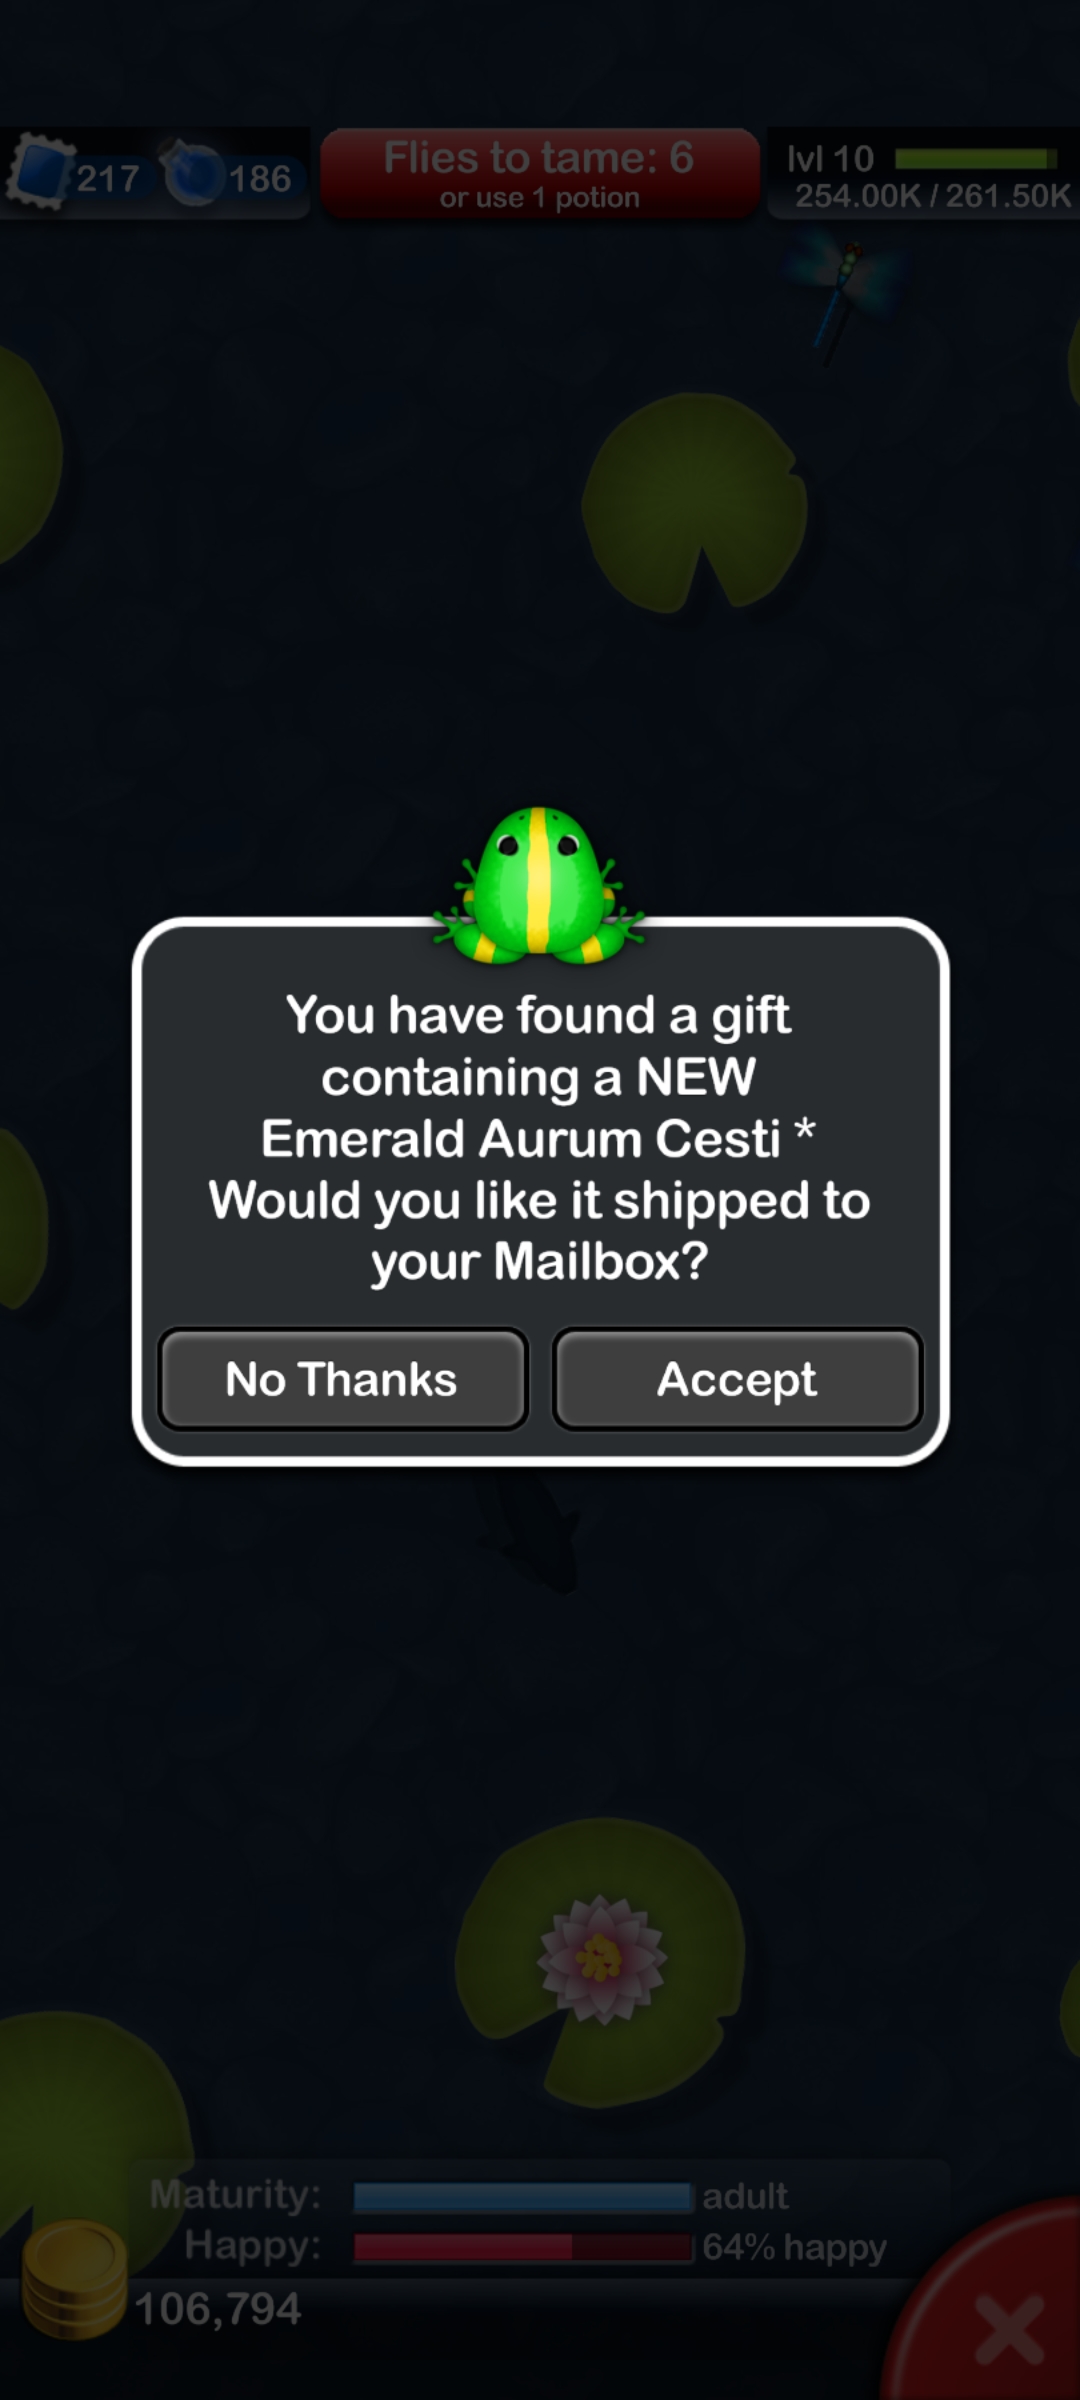 217
186
Flies to tame: 6
or use 1 potion
lvl 10
254.00K / 261.50K
You have found a gift
containing a NEW
Emerald Aurum Cesti *
Would you like it shipped to
your Mailbox?
No Thanks
Accept
Maturity:
adult
Happy:
64% happy
106,794